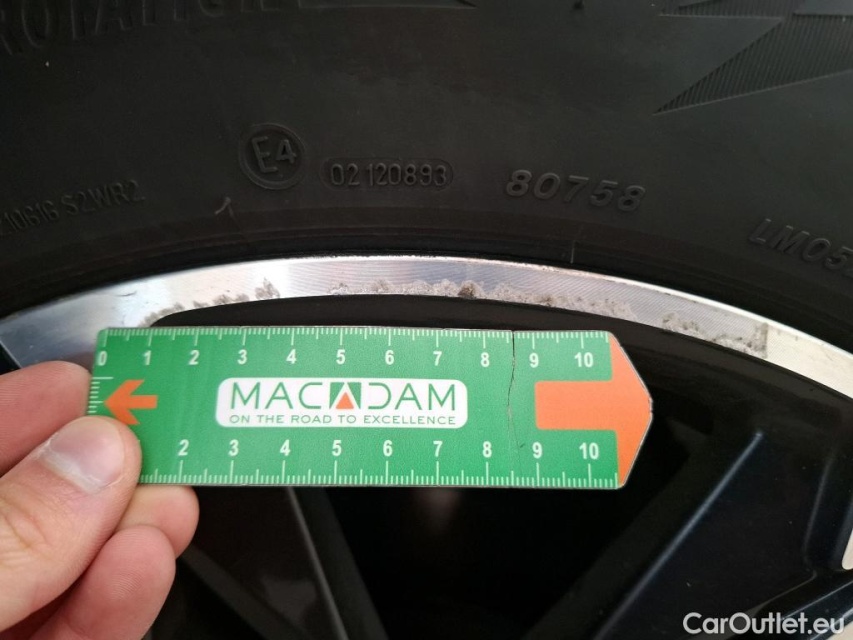 E4
02 120893
80758
S2WR2
0 1 2 3 4 5 6 7 8 9 10
MACADAM
ON THE ROAD TO EXCELLENCE
2 3 4 5 6 7 8 9 10
CarOutlet.eu